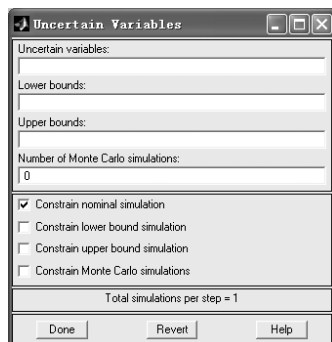 Uncertain Variables
Uncertain variables:
Lower bounds:
Upper bounds:
Number of Monte Carlo simulations:
0
Constrain nominal simulation
Constrain lower bound simulation
Constrain upper bound simulation
Constrain Monte Carlo simulations
Total simulations per step = 1
Done Revert Help